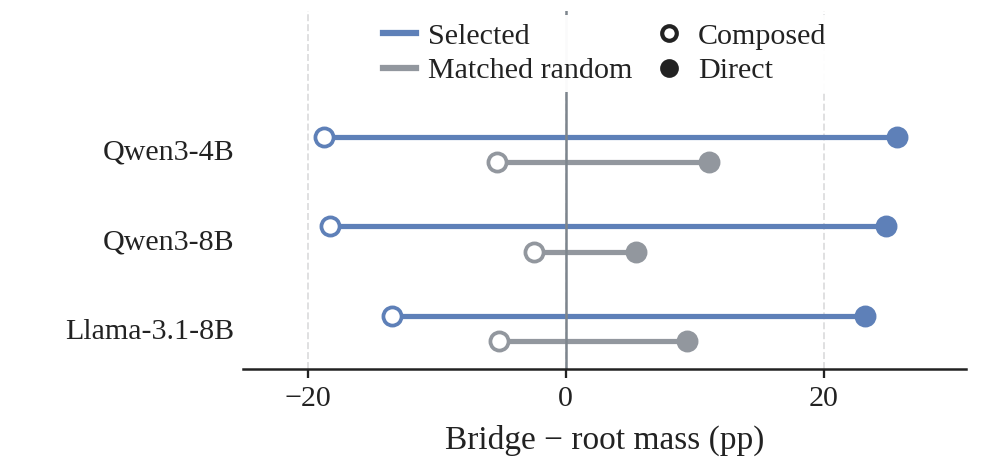 Selected
Composed
Matched random
Direct
Qwen3-4B
Qwen3-8B
Llama-3.1-8B
−20
0
20
Bridge − root mass (pp)